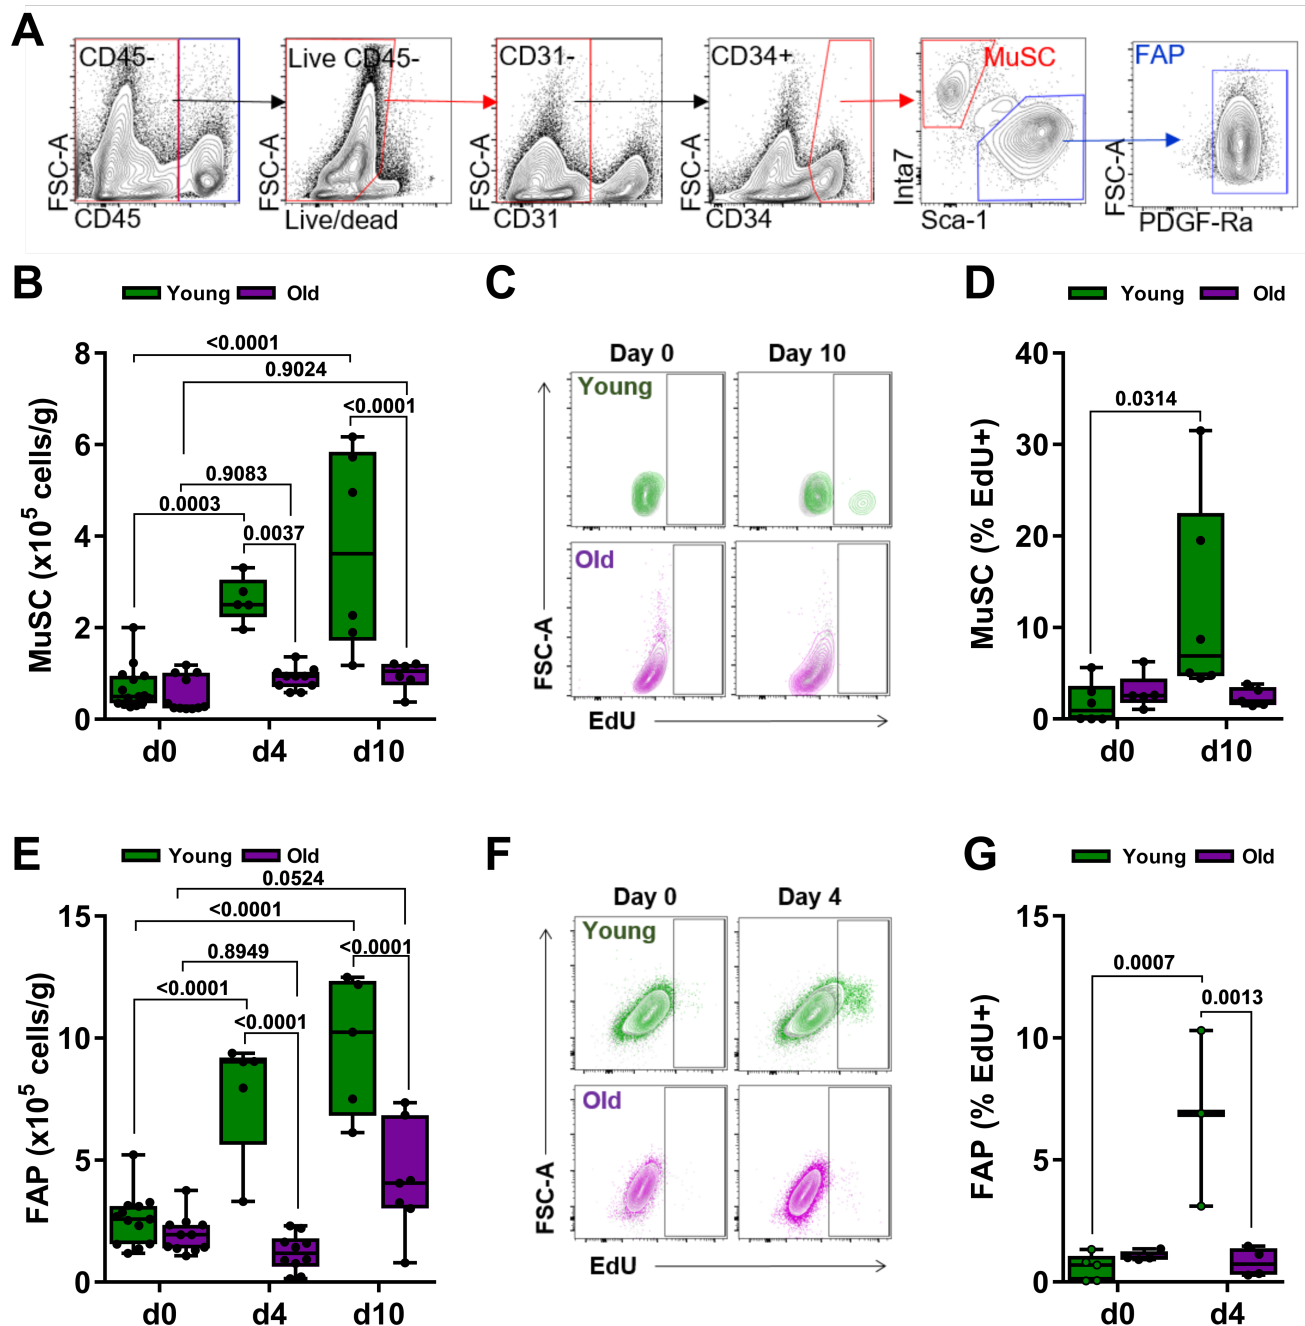 A
CD45-
FSC-A
CD45
Live CD45-
FSC-A
Live/dead
CD31-
FSC-A
CD31
CD34+
FSC-A
CD34
MuSC
Inta7
Sca-1
FAP
FSC-A
PDGF-Ra
B
Young Old
MuSC (x10⁵ cells/g)
8
6
4
2
0
<0.0001
0.9024
<0.0001
0.9083
0.0003
0.0037
d0 d4 d10
C
Day 0 Day 10
Young
Old
FSC-A
EdU
D
Young Old
MuSC (% EdU+)
40
30
20
10
0
0.0314
d0 d10
E
Young Old
FAP (x10⁵ cells/g)
15
10
5
0
0.0524
<0.0001
<0.0001
0.8949
<0.0001
<0.0001
d0 d4 d10
F
Day 0 Day 4
Young
Old
FSC-A
EdU
G
Young Old
FAP (% EdU+)
15
10
5
0
0.0007
0.0013
d0 d4